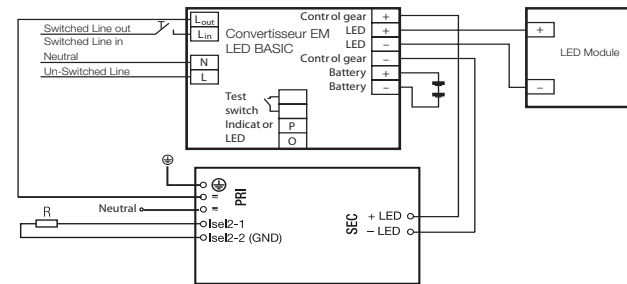 Switched Line out
Switched Line in
Neutral
Un-Switched Line
Lout
Lin
N
L
Convertisseur EM
LED BASIC
Control gear +
LED +
LED –
Control gear –
Battery +
Battery –
Test
switch
Indicator
LED
P
O
+
–
LED Module
PRI
=
≂
Neutral
R
Isel2-1
Isel2-2 (GND)
SEC
+ LED
– LED